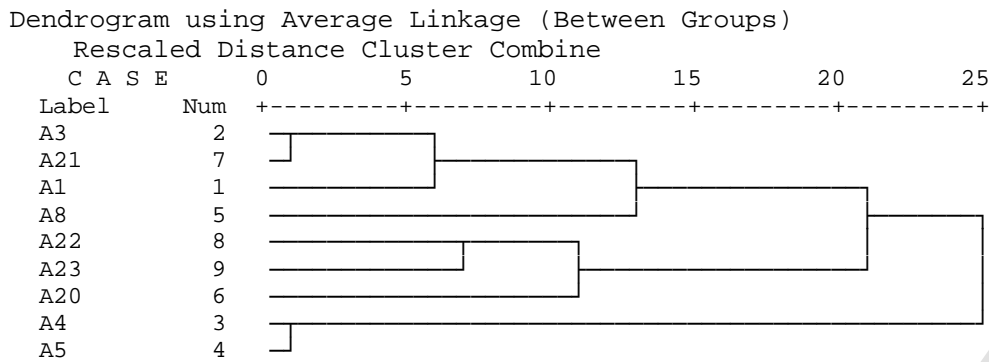 Dendrogram using Average Linkage (Between Groups)
Rescaled Distance Cluster Combine
C A S E 0 5 10 15 20 25
Label Num +---------+---------+---------+---------+---------+
A3 2
A21 7
A1 1
A8 5
A22 8
A23 9
A20 6
A4 3
A5 4